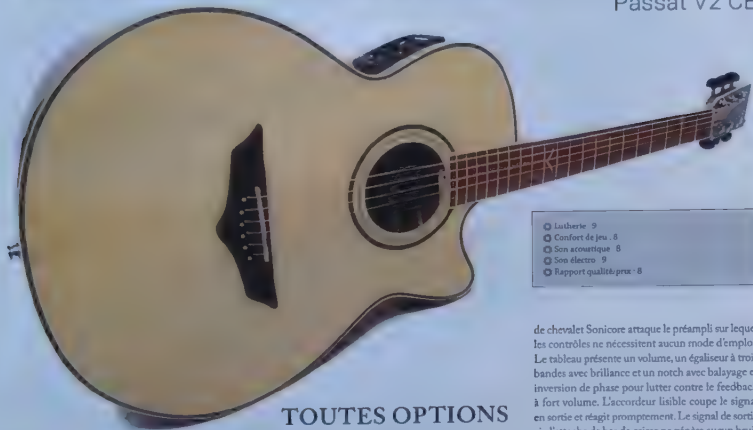 Passat V2 CE
Lutherie 9
Confort de jeu . 8
Son acoustique 8
Son électro 9
Rapport qualité/prix · 8
TOUTES OPTIONS
de chevalet Sonicore attaque le préampli sur leque
les contrôles ne nécessitent aucun mode d'emplo
Le tableau présente un volume, un égaliseur à troi
bandes avec brillance et un notch avec balayage e
inversion de phase pour lutter contre le feedbac
à fort volume. L'accordeur lisible coupe le signa
en sortie et réagit promptement. Le signal de sorti